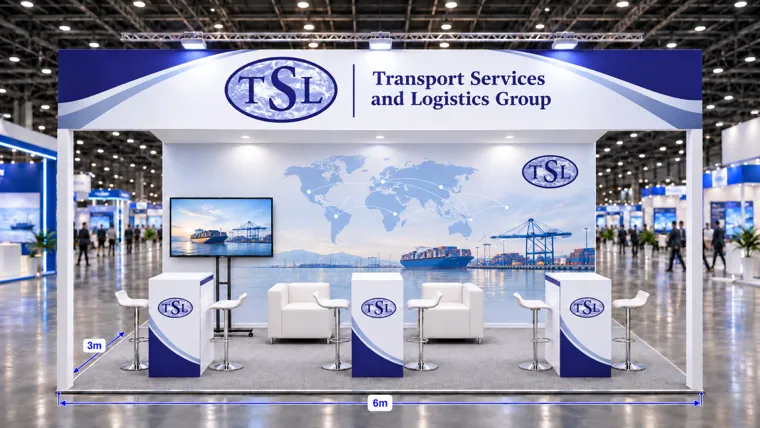 TSL
Transport Services
and Logistics Group
TSL
TSL
TSL
TSL
3m
6m